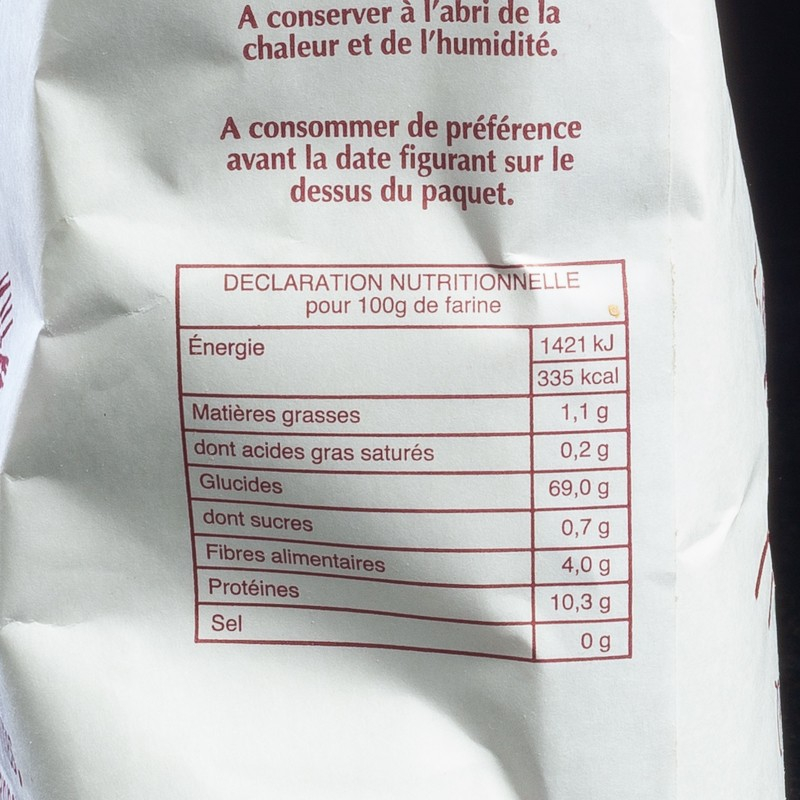 A conserver à l'abri de la
chaleur et de l'humidité.
A consommer de préférence
avant la date figurant sur le
dessus du paquet.
DECLARATION NUTRITIONNELLE
pour 100g de farine
Énergie 1421 kJ
335 kcal
Matières grasses 1,1 g
dont acides gras saturés 0,2 g
Glucides 69,0 g
dont sucres 0,7 g
Fibres alimentaires 4,0 g
Protéines 10,3 g
Sel 0 g